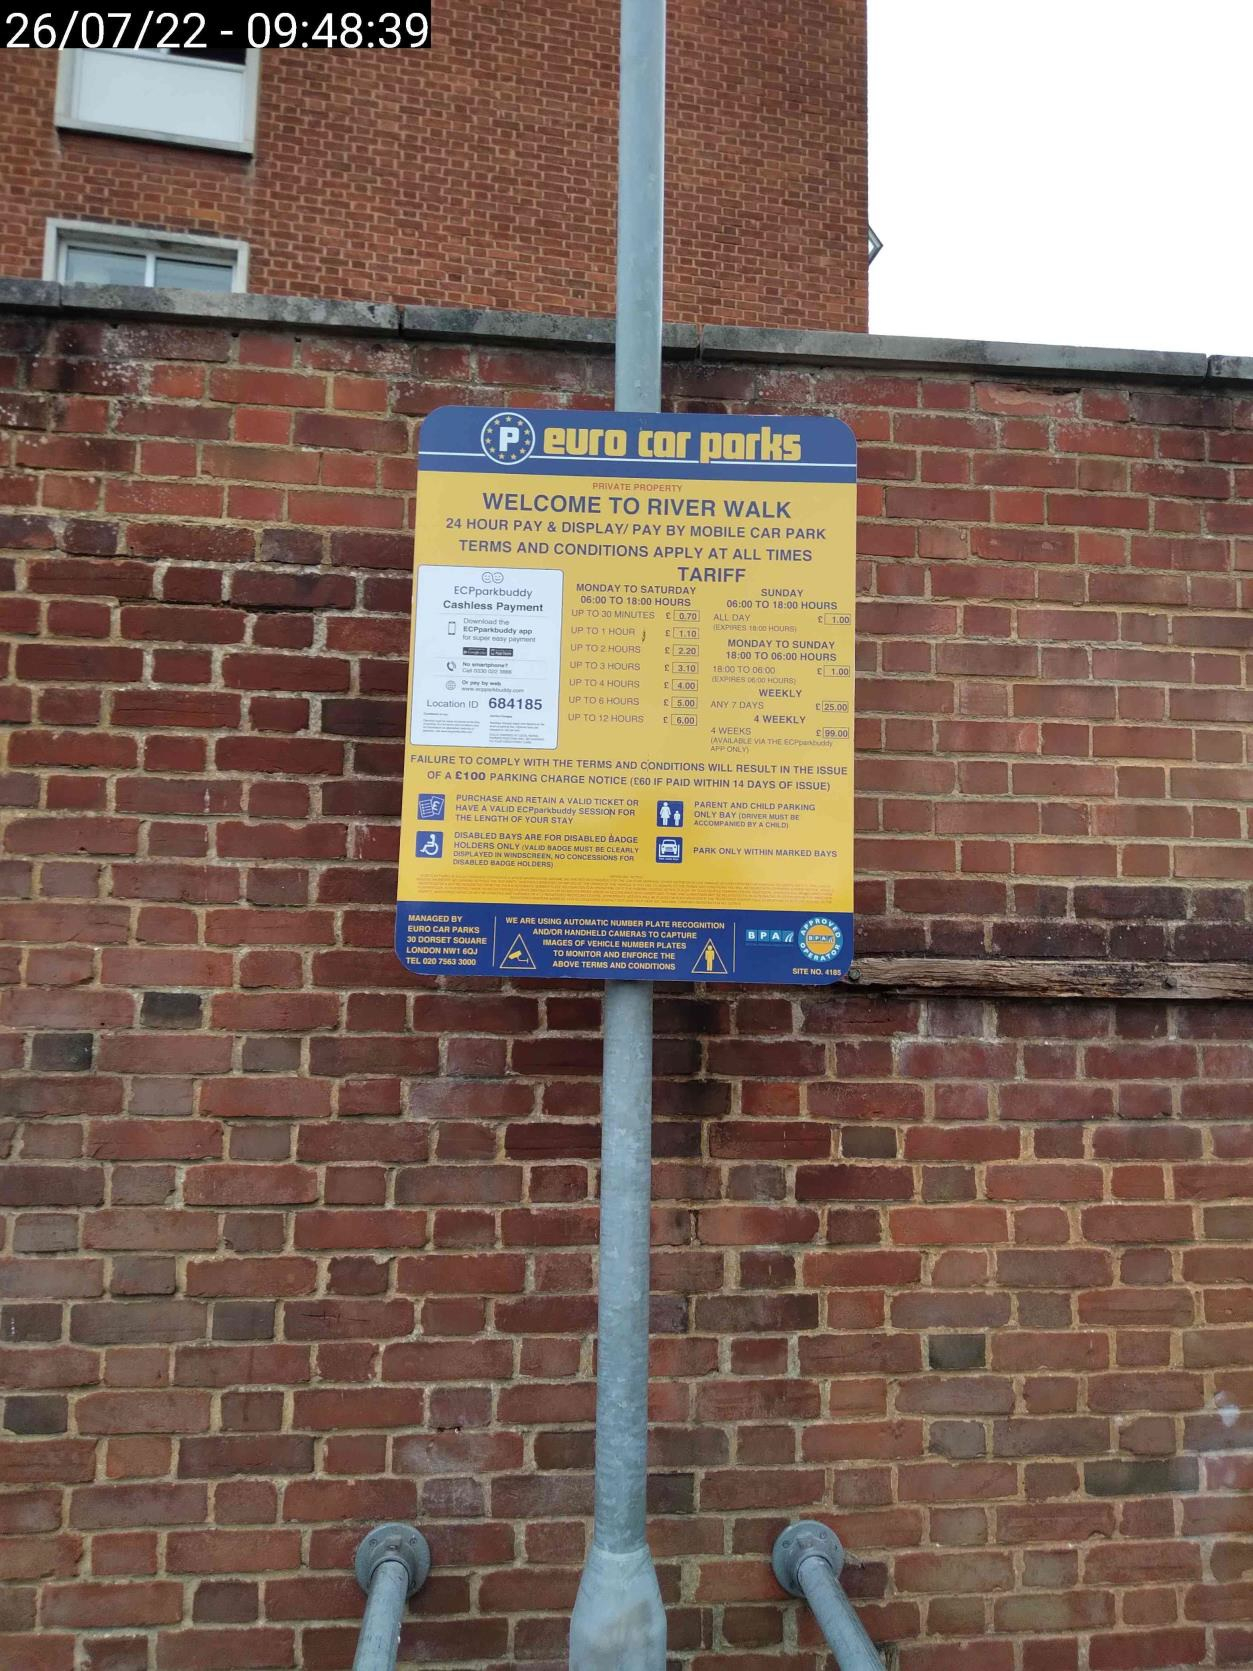 26/07/22 - 09:48:39
P euro car parks
PRIVATE PROPERTY
WELCOME TO RIVER WALK
24 HOUR PAY & DISPLAY/ PAY BY MOBILE CAR PARK
TERMS AND CONDITIONS APPLY AT ALL TIMES
TARIFF
ECPparkbuddy
Cashless Payment
Download the
ECPparkbuddy app
for super easy payment
No smartphone?
Or pay by web
www.ecpparkbuddy.com
Location ID 684185
MONDAY TO SATURDAY
06:00 TO 18:00 HOURS
UP TO 30 MINUTES £ 0.70
UP TO 1 HOUR £ 1.10
UP TO 2 HOURS £ 2.20
UP TO 3 HOURS £ 3.10
UP TO 4 HOURS £ 4.00
UP TO 6 HOURS £ 5.00
UP TO 12 HOURS £ 6.00
SUNDAY
06:00 TO 18:00 HOURS
ALL DAY £ 1.00
(EXPIRES 18:00 HOURS)
MONDAY TO SUNDAY
18:00 TO 06:00 HOURS
18:00 TO 06:00 £ 1.00
(EXPIRES 06:00 HOURS)
WEEKLY
ANY 7 DAYS £ 25.00
4 WEEKLY
4 WEEKS £ 99.00
(AVAILABLE VIA THE ECPparkbuddy
APP ONLY)
FAILURE TO COMPLY WITH THE TERMS AND CONDITIONS WILL RESULT IN THE ISSUE
OF A £100 PARKING CHARGE NOTICE (£60 IF PAID WITHIN 14 DAYS OF ISSUE)
PURCHASE AND RETAIN A VALID TICKET OR
HAVE A VALID ECPparkbuddy SESSION FOR
THE LENGTH OF YOUR STAY
PARENT AND CHILD PARKING
ONLY BAY (DRIVER MUST BE
ACCOMPANIED BY A CHILD)
DISABLED BAYS ARE FOR DISABLED BADGE
HOLDERS ONLY (VALID BADGE MUST BE CLEARLY
DISPLAYED IN WINDSCREEN, NO CONCESSIONS FOR
DISABLED BADGE HOLDERS)
PARK ONLY WITHIN MARKED BAYS
MANAGED BY
EURO CAR PARKS
30 DORSET SQUARE
LONDON NW1 6QJ
TEL 020 7563 3000
WE ARE USING AUTOMATIC NUMBER PLATE RECOGNITION
AND/OR HANDHELD CAMERAS TO CAPTURE
IMAGES OF VEHICLE NUMBER PLATES
TO MONITOR AND ENFORCE THE
ABOVE TERMS AND CONDITIONS
BPA
APPROVED
BPA
OPERATOR
SITE NO. 4185